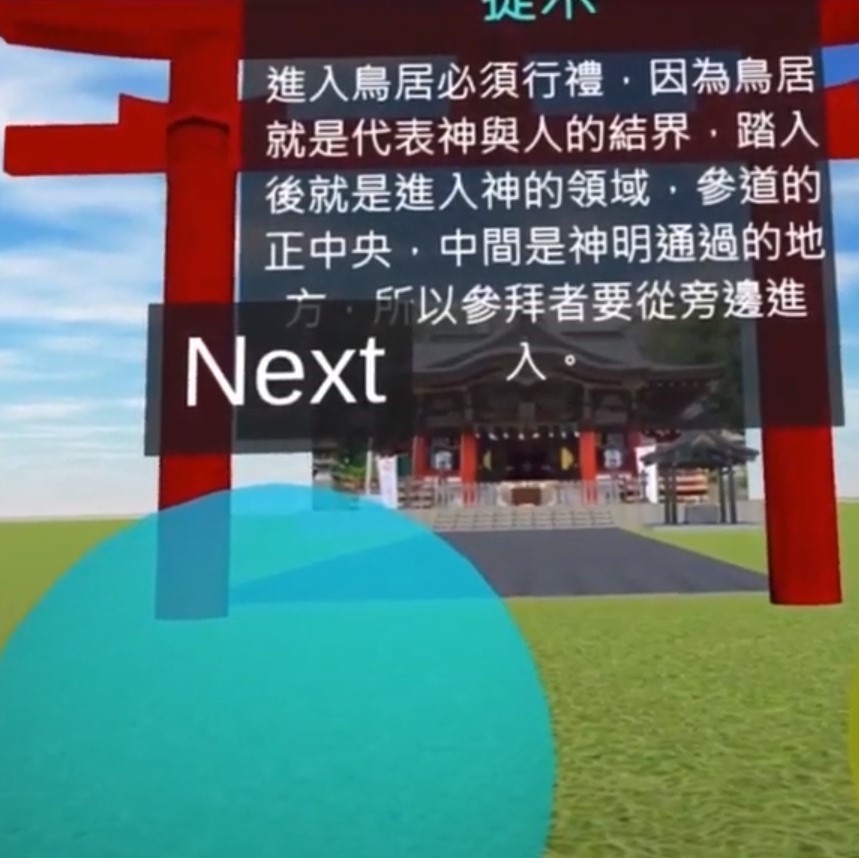 提示
進入鳥居必須行禮，因為鳥居
就是代表神與人的結界，踏入
後就是進入神的領域，參道的
正中央，中間是神明通過的地
方，所以參拜者要從旁邊進
入。
Next